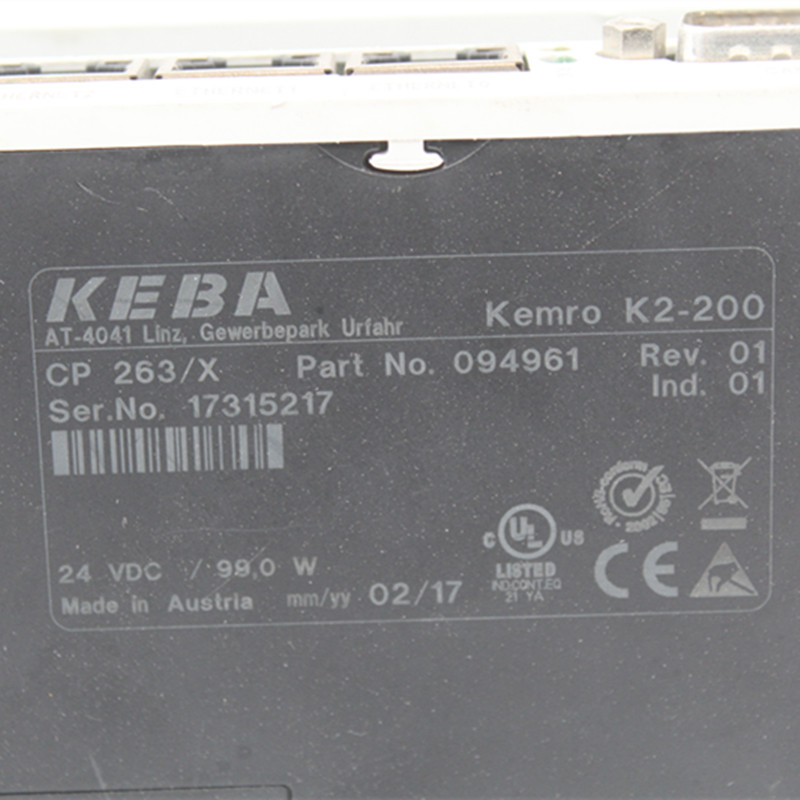 KEBA
AT-4041 Linz, Gewerbepark Urfahr
Kemro K2-200
CP 263/X Part No. 094961 Rev. 01
Ser.No. 17315217 Ind. 01
24 VDC / 99,0 W
Made in Austria mm/yy 02/17
C UL US
LISTED
IND.CONT.EQ
21 YA
CE